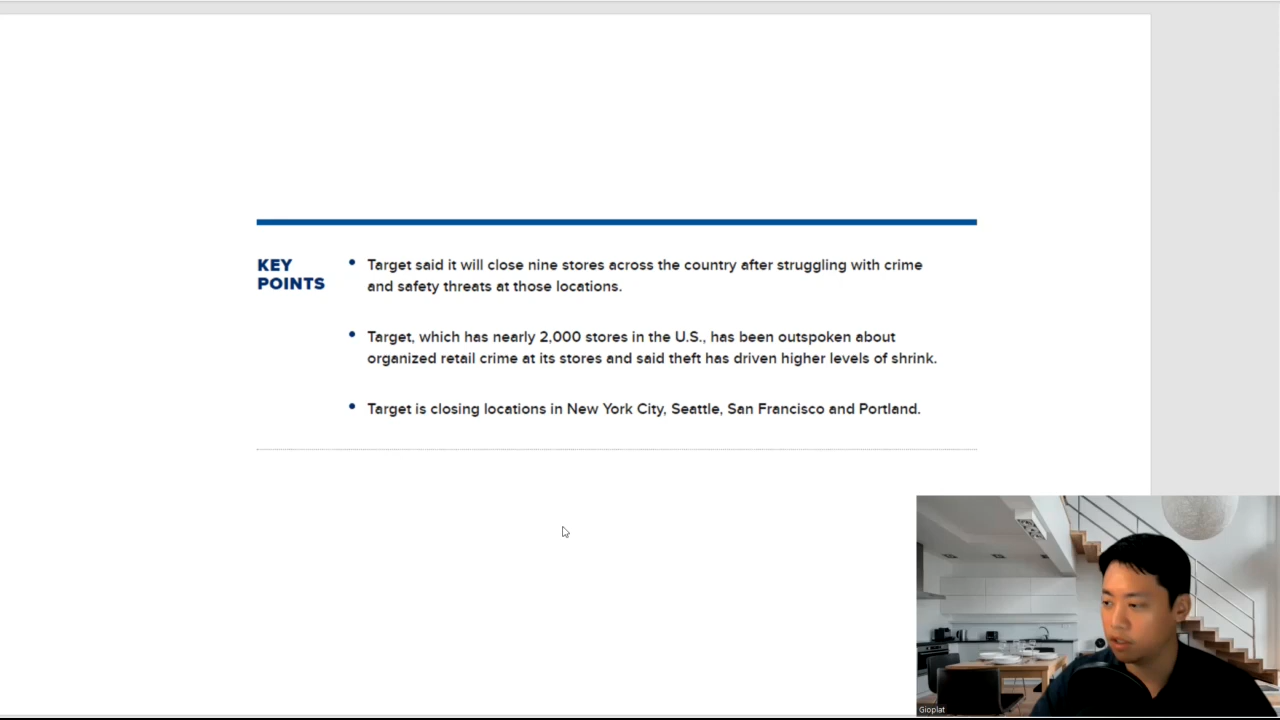 KEY
POINTS
Target said it will close nine stores across the country after struggling with crime
and safety threats at those locations.
Target, which has nearly 2,000 stores in the U.S., has been outspoken about
organized retail crime at its stores and said theft has driven higher levels of shrink.
Target is closing locations in New York City, Seattle, San Francisco and Portland.
Gioplat